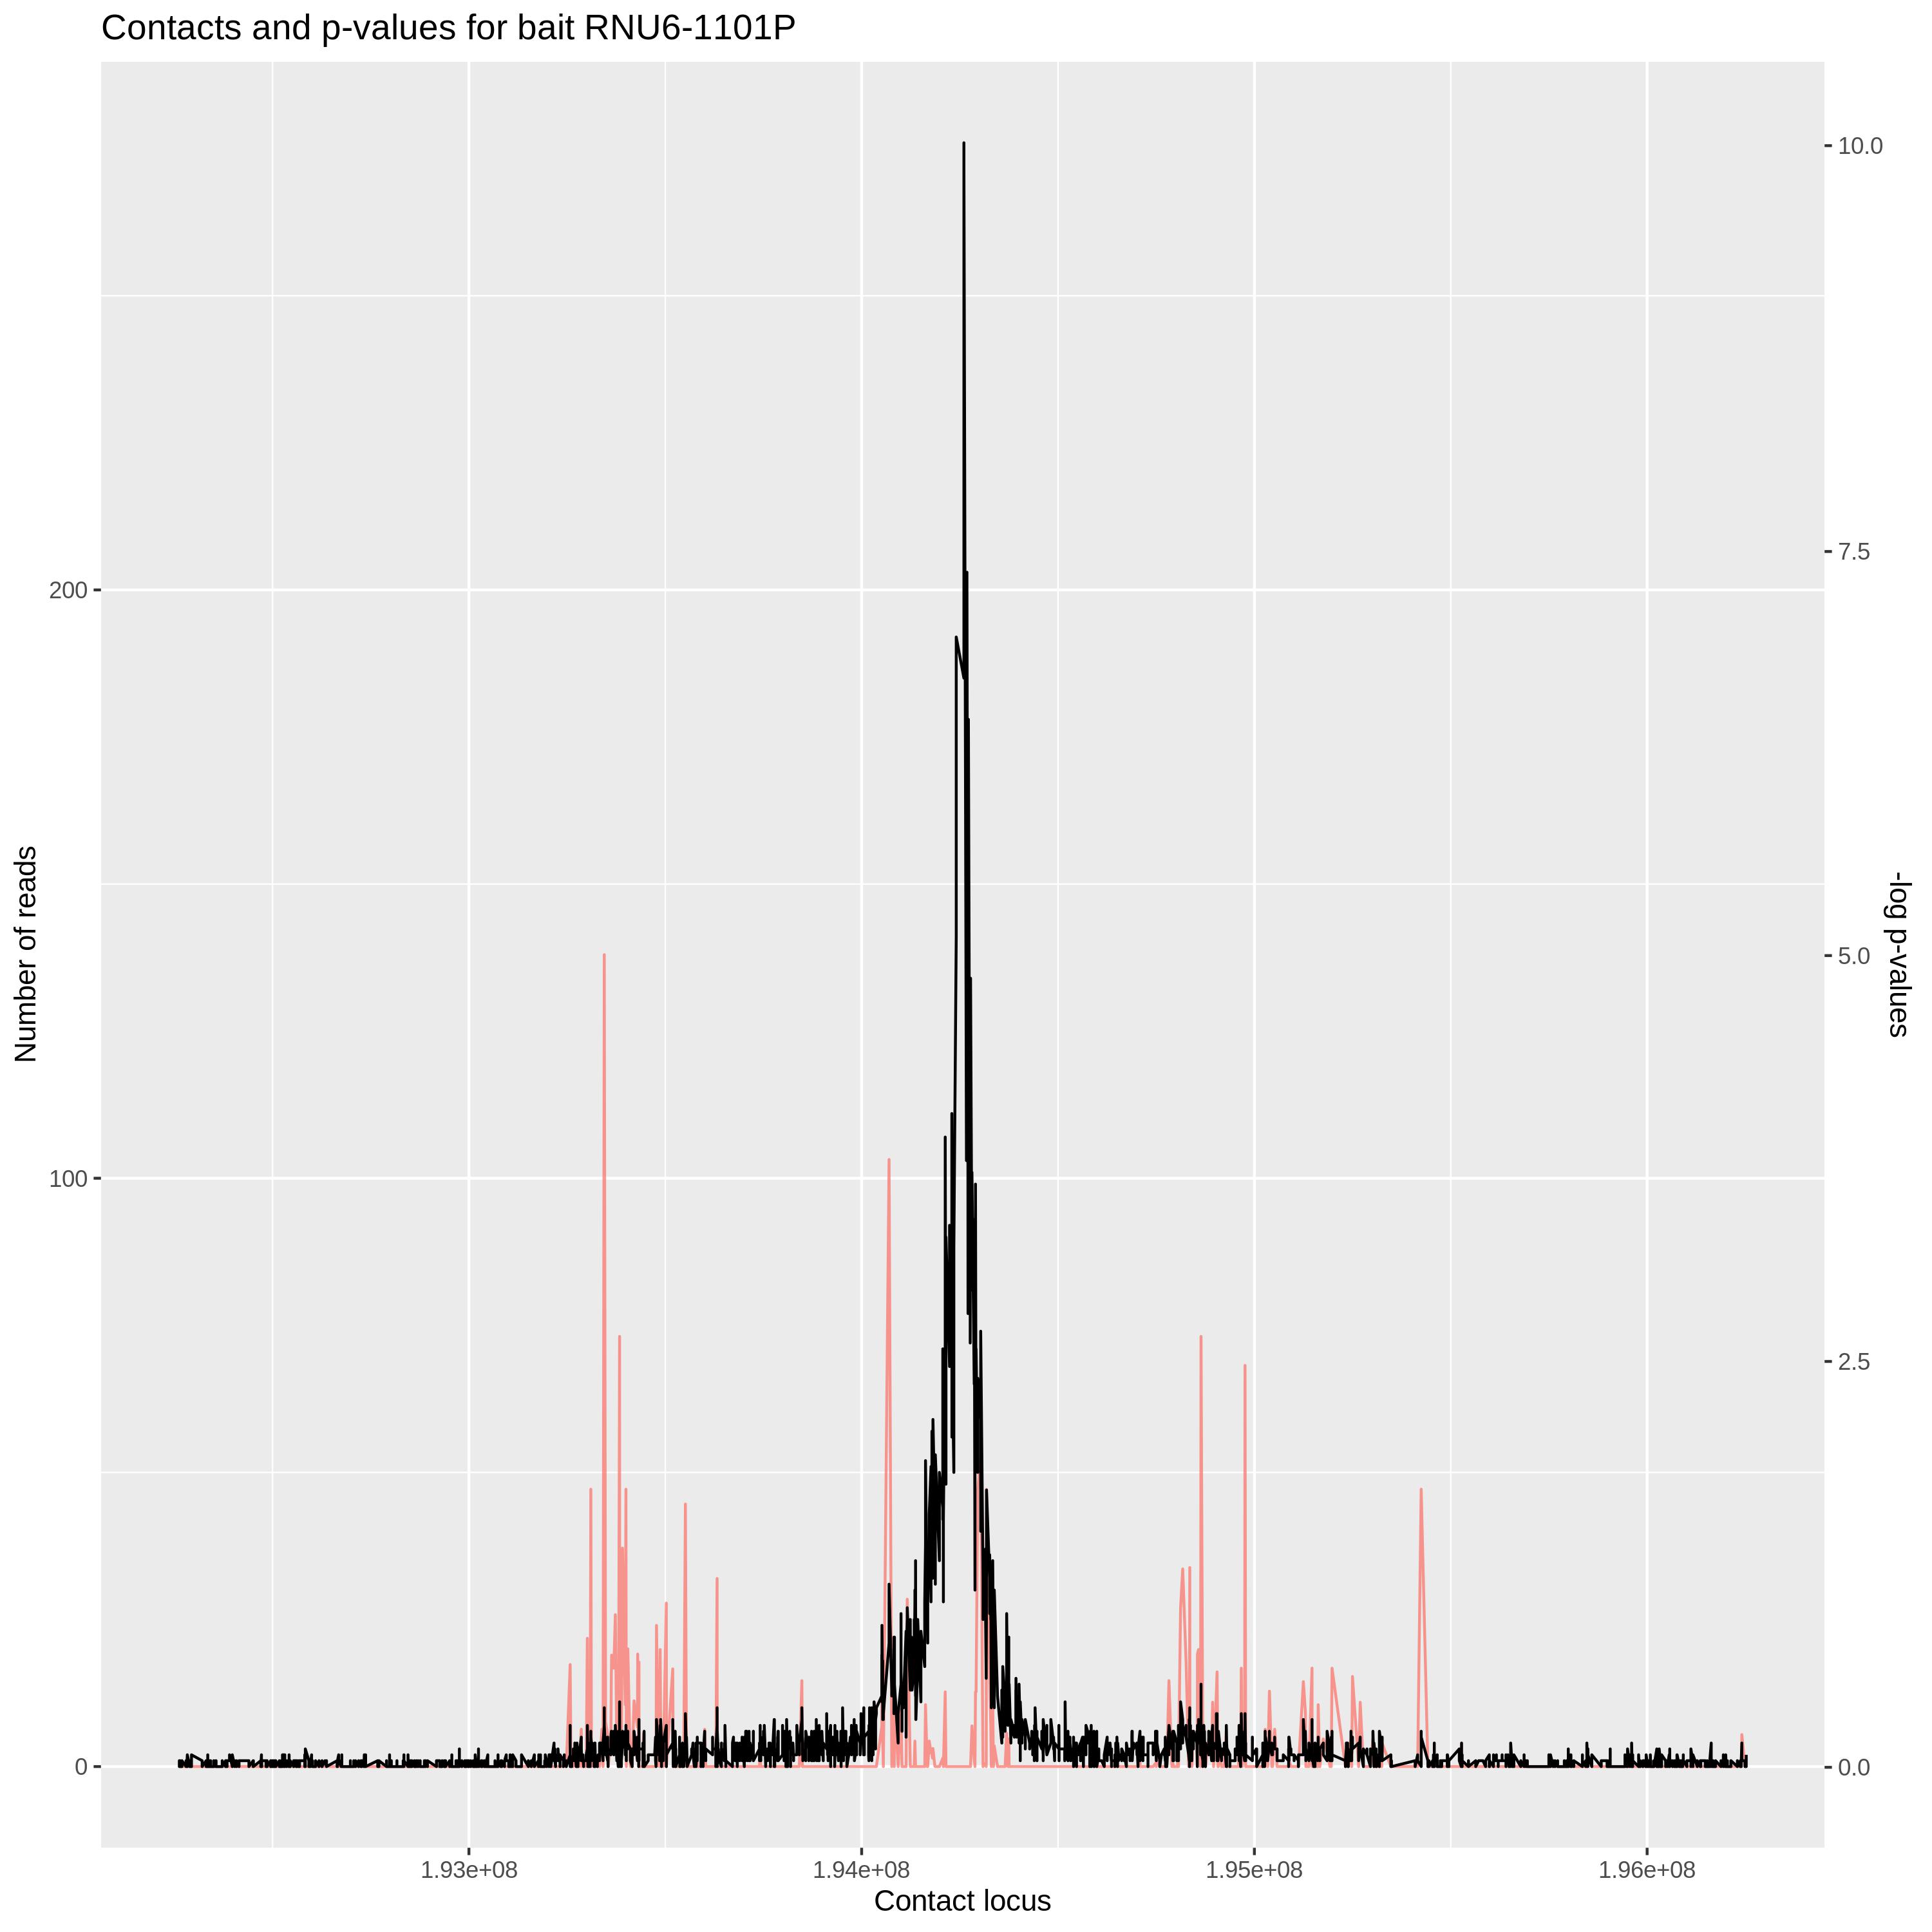 Contacts and p-values for bait RNU6-1101P
10.0
7.5
200
5.0
Number of reads
-log p-values
100
2.5
0
0.0
1.93e+08
1.94e+08
1.95e+08
1.96e+08
Contact locus